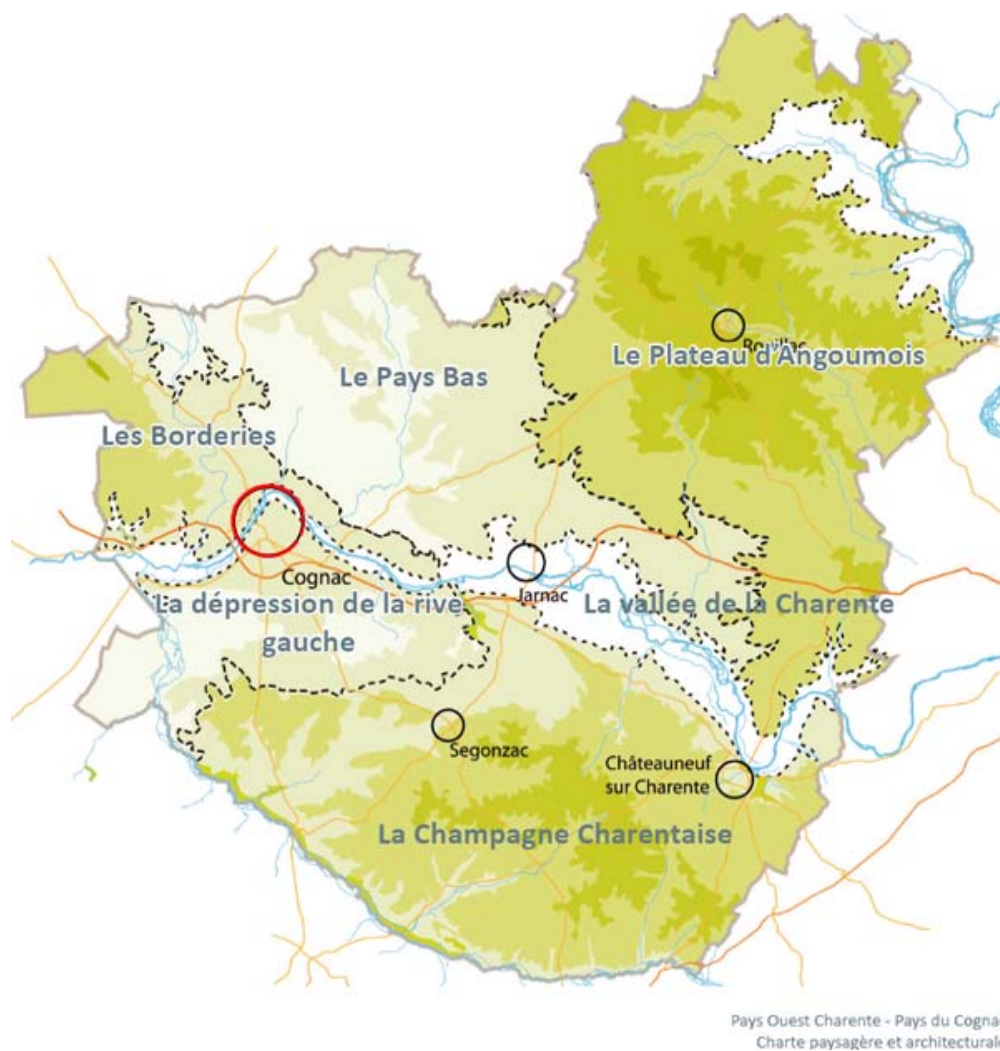 Rouillac
Le Plateau d'Angoumois
Le Pays Bas
Les Borderies
Cognac
Jarnac
La dépression de la rive
gauche
La vallée de la Charente
Segonzac
Châteauneuf
sur Charente
La Champagne Charentaise
Pays Ouest Charente - Pays du Cognac
Charte paysagère et architecturale